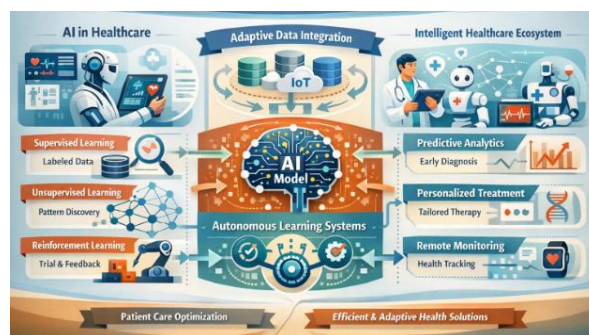 AI in Healthcare
Adaptive Data Integration
Intelligent Healthcare Ecosystem
IoT
Supervised Learning
Labeled Data
Unsupervised Learning
Pattern Discovery
Reinforcement Learning
Trial & Feedback
AI
Model
Autonomous Learning Systems
Predictive Analytics
Early Diagnosis
Personalized Treatment
Tailored Therapy
Remote Monitoring
Health Tracking
Patient Care Optimization
Efficient & Adaptive Health Solutions